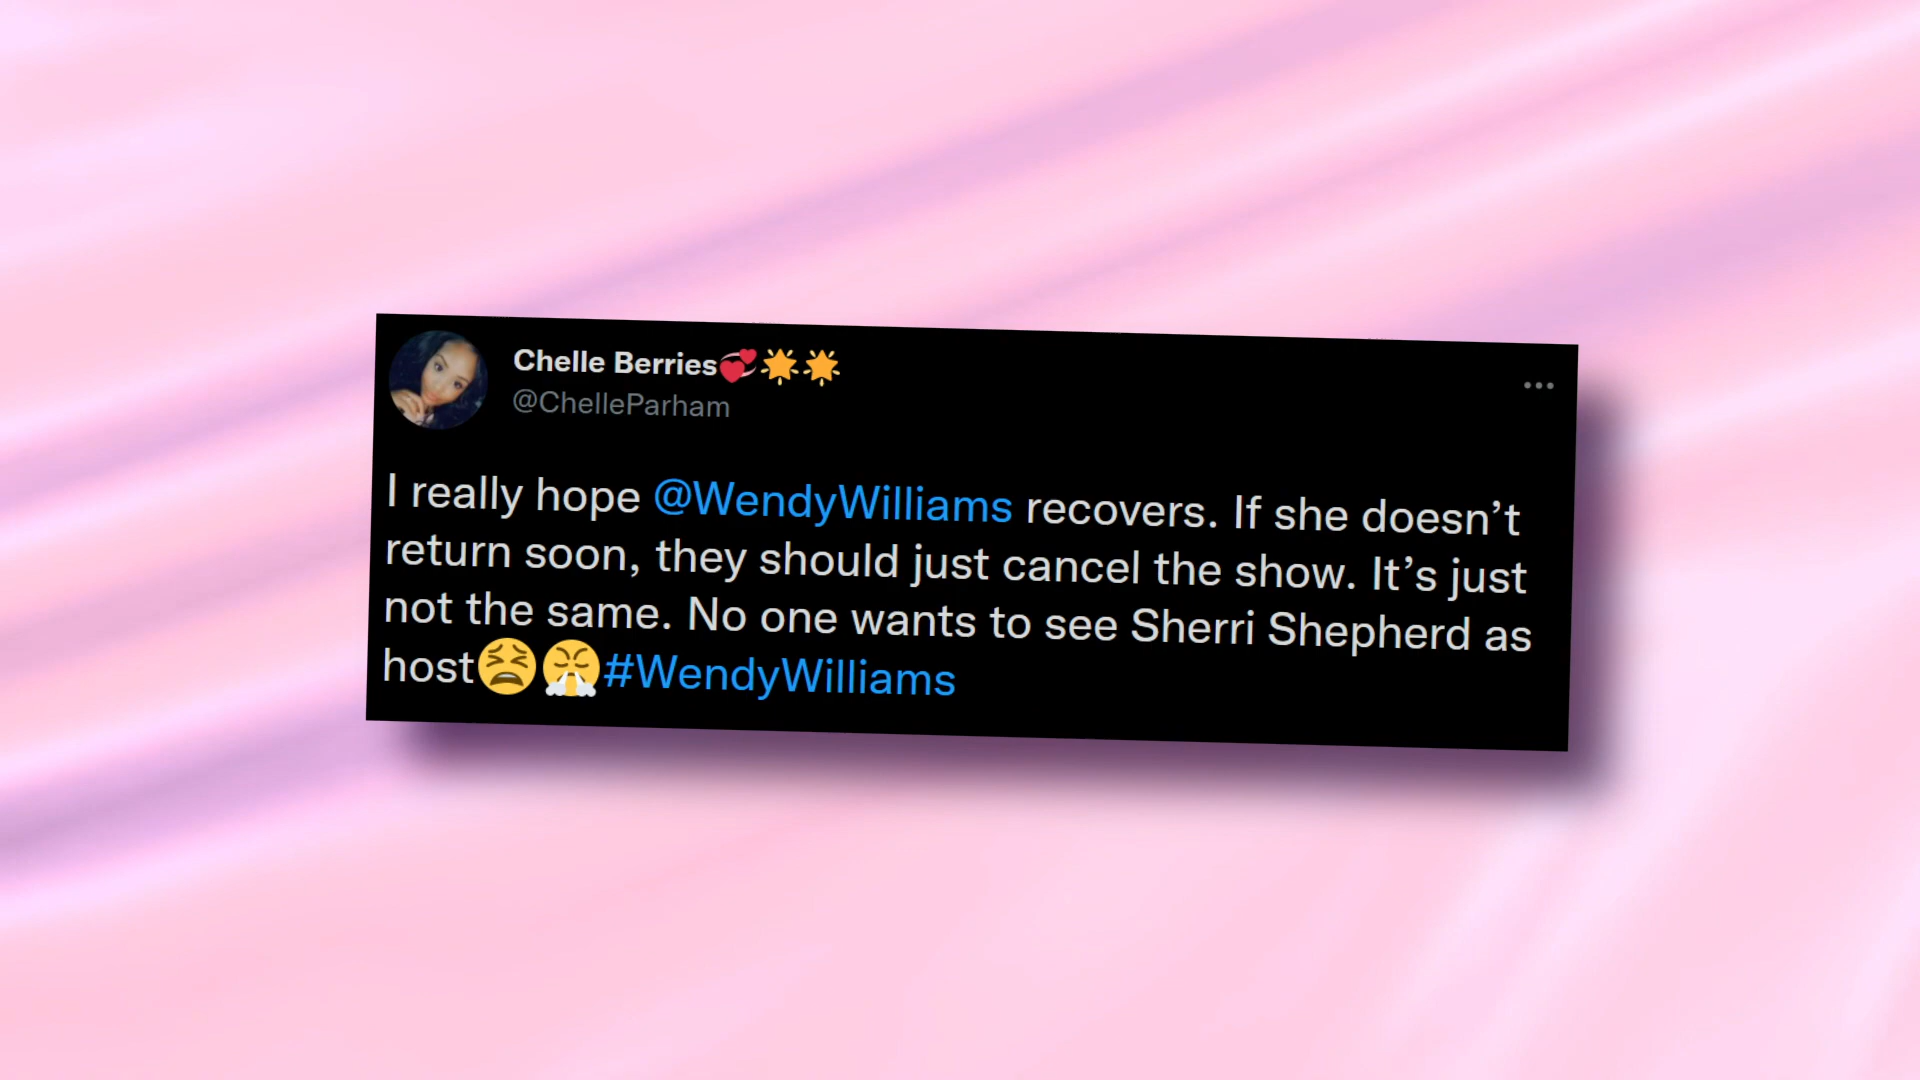 Chelle Berries💞🌟🌟
@ChelleParham
I really hope @WendyWilliams recovers. If she doesn’t
return soon, they should just cancel the show. It’s just
not the same. No one wants to see Sherri Shepherd as
host😫😤#WendyWilliams